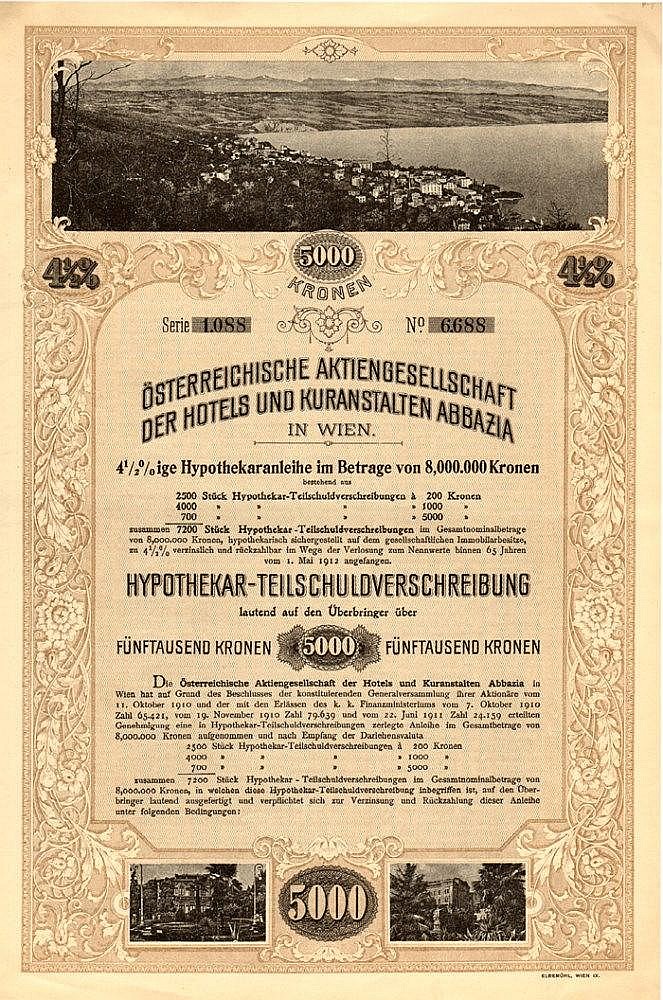 5000
KRONEN
4½% 4½%
Serie 1.088 No 6.688
ÖSTERREICHISCHE AKTIENGESELLSCHAFT
DER HOTELS UND KURANSTALTEN ABBAZIA
IN WIEN.
4½%ige Hypothekaranleihe im Betrage von 8,000.000 Kronen
bestehend aus
2500 Stück Hypothekar-Teilschuldverschreibungen à 200 Kronen
4000 » » » » 1000 »
700 » » » » 5000 »
zusammen 7200 Stück Hypothekar-Teilschuldverschreibungen im Gesamtnominalbetrage
von 8,000.000 Kronen, hypothekarisch sichergestellt auf dem gesellschaftlichen Immobilarbesitze,
zu 4½% verzinslich und rückzahlbar im Wege der Verlosung zum Nennwerte binnen 65 Jahren
vom 1. Mai 1912 angefangen.
HYPOTHEKAR-TEILSCHULDVERSCHREIBUNG
lautend auf den Überbringer über
FÜNFTAUSEND KRONEN 5000 FÜNFTAUSEND KRONEN
Die Österreichische Aktiengesellschaft der Hotels und Kuranstalten Abbazia in
Wien hat auf Grund des Beschlusses der konstituierenden Generalversammlung ihrer Aktionäre vom
11. Oktober 1910 und der mit den Erlässen des k. k. Finanzministeriums vom 7. Oktober 1910
Zahl 65.421, vom 19. November 1910 Zahl 79.639 und vom 22. Juni 1911 Zahl 24.159 erteilten
Genehmigung eine in Hypothekar-Teilschuldverschreibungen zerlegte Anleihe im Gesamtbetrage von
8,000.000 Kronen aufgenommen und nach Empfang der Darlehensvaluta
2500 Stück Hypothekar-Teilschuldverschreibungen à 200 Kronen
4000 » » » » 1000 »
700 » » » » 5000 »
zusammen 7200 Stück Hypothekar-Teilschuldverschreibungen im Gesamtnominalbetrage von
8,000.000 Kronen, in welchen diese Hypothekar-Teilschuldverschreibung inbegriffen ist, auf den Über-
bringer lautend ausgefertigt und verpflichtet sich zur Verzinsung und Rückzahlung dieser Anleihe
unter folgenden Bedingungen:
5000
ELBEMÜHL, WIEN IX.